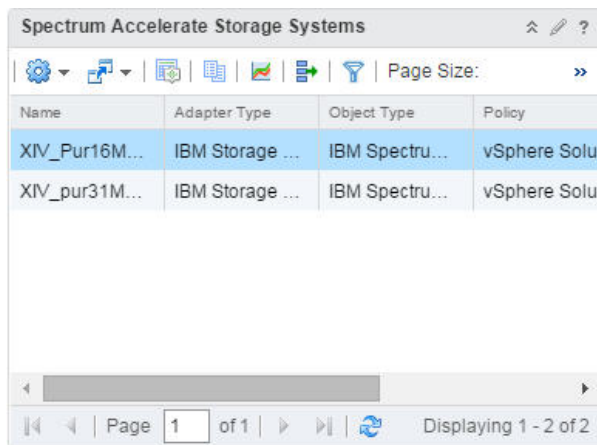 Spectrum Accelerate Storage Systems ?
Page Size: »
Name Adapter Type Object Type Policy
XIV_Pur16M... IBM Storage ... IBM Spectru... vSphere Solu
XIV_pur31M... IBM Storage ... IBM Spectru... vSphere Solu
Page 1 of 1 Displaying 1 - 2 of 2